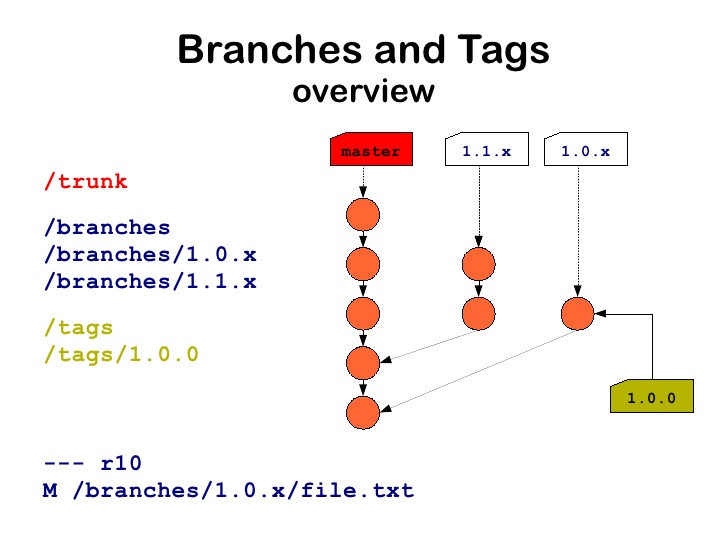 Branches and Tags
overview
master
1.1.x
1.0.x
/trunk
/branches
/branches/1.0.x
/branches/1.1.x
/tags
/tags/1.0.0
1.0.0
--- r10
M /branches/1.0.x/file.txt